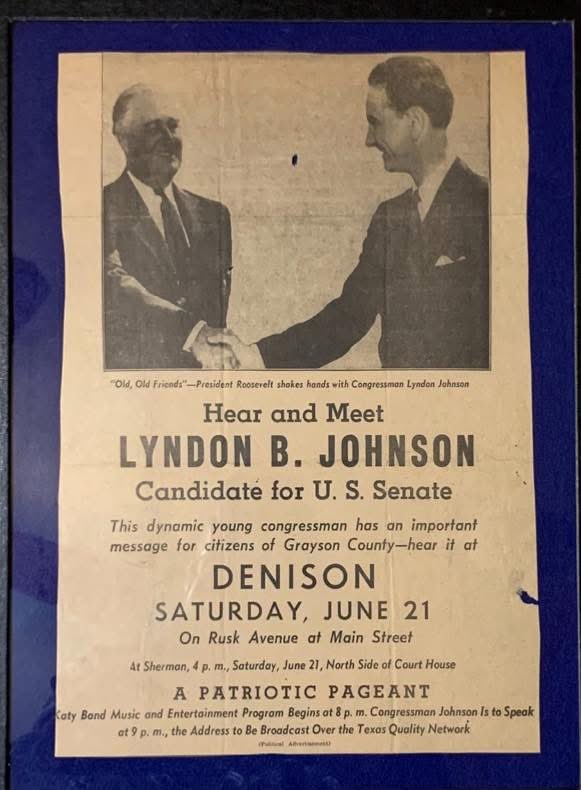 "Old, Old Friends"—President Roosevelt shakes hands with Congressman Lyndon Johnson
Hear and Meet
LYNDON B. JOHNSON
Candidate for U. S. Senate
This dynamic young congressman has an important
message for citizens of Grayson County—hear it at
DENISON
SATURDAY, JUNE 21
On Rusk Avenue at Main Street
At Sherman, 4 p. m., Saturday, June 21, North Side of Court House
A PATRIOTIC PAGEANT
Katy Band Music and Entertainment Program Begins at 8 p. m. Congressman Johnson Is to Speak
at 9 p. m., the Address to Be Broadcast Over the Texas Quality Network
(Political Advertisement)